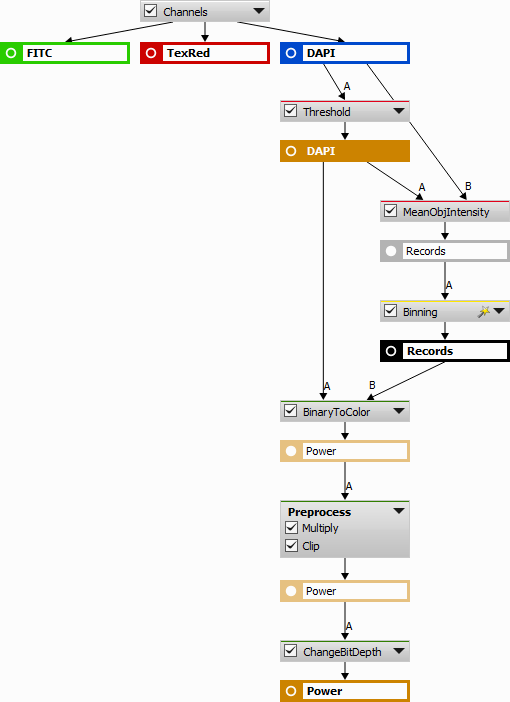 Channels
FITC
TexRed
DAPI
A
Threshold
DAPI
A
B
MeanObjIntensity
Records
A
Binning
Records
A
B
BinaryToColor
Power
A
Preprocess
Multiply
Clip
Power
A
ChangeBitDepth
Power